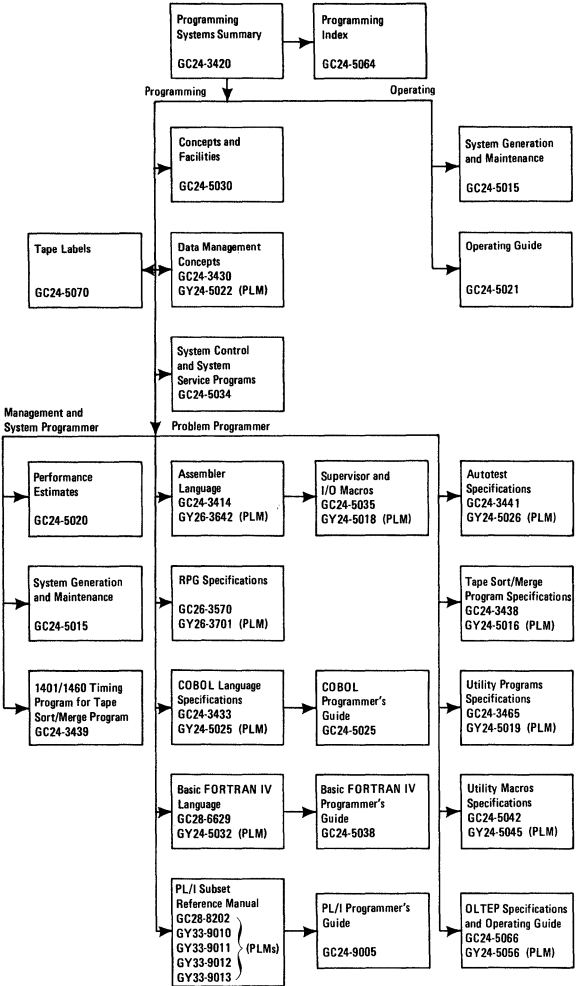 Programming
Systems Summary
GC24-3420
Programming
Index
GC24-5064
Programming
Operating
Concepts and
Facilities
GC24-5030
System Generation
and Maintenance
GC24-5015
Tape Labels
GC24-5070
Data Management
Concepts
GC24-3430
GY24-5022 (PLM)
Operating Guide
GC24-5021
System Control
and System
Service Programs
GC24-5034
Management and
System Programmer
Problem Programmer
Performance
Estimates
GC24-5020
Assembler
Language
GC24-3414
GY26-3642 (PLM)
Supervisor and
I/O Macros
GC24-5035
GY24-5018 (PLM)
Autotest
Specifications
GC24-3441
GY24-5026 (PLM)
System Generation
and Maintenance
GC24-5015
RPG Specifications
GC26-3570
GY26-3701 (PLM)
Tape Sort/Merge
Program Specifications
GC24-3438
GY24-5016 (PLM)
1401/1460 Timing
Program for Tape
Sort/Merge Program
GC24-3439
COBOL Language
Specifications
GC24-3433
GY24-5025 (PLM)
COBOL
Programmer's
Guide
GC24-5025
Utility Programs
Specifications
GC24-3465
GY24-5019 (PLM)
Basic FORTRAN IV
Language
GC28-6629
GY24-5032 (PLM)
Basic FORTRAN IV
Programmer's
Guide
GC24-5038
Utility Macros
Specifications
GC24-5042
GY24-5045 (PLM)
PL/I Subset
Reference Manual
GC28-8202
GY33-9010
GY33-9011
GY33-9012
GY33-9013
(PLMs)
PL/I Programmer's
Guide
GC24-9005
OLTEP Specifications
and Operating Guide
GC24-5066
GY24-5056 (PLM)